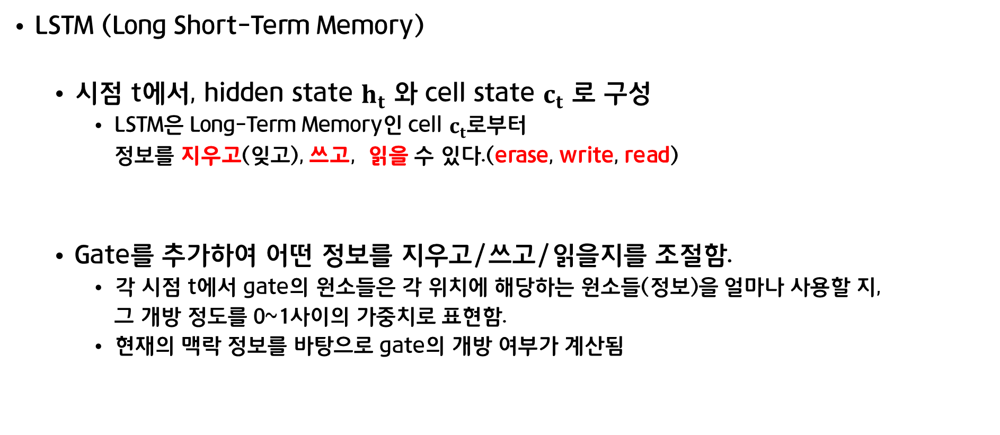 • LSTM (Long Short-Term Memory)
• 시점 t에서, hidden state hₜ 와 cell state cₜ 로 구성
• LSTM은 Long-Term Memory인 cell cₜ로부터
정보를 지우고(잊고), 쓰고, 읽을 수 있다.(erase, write, read)
• Gate를 추가하여 어떤 정보를 지우고/쓰고/읽을지를 조절함.
• 각 시점 t에서 gate의 원소들은 각 위치에 해당하는 원소들(정보)을 얼마나 사용할 지,
그 개방 정도를 0~1사이의 가중치로 표현함.
• 현재의 맥락 정보를 바탕으로 gate의 개방 여부가 계산됨